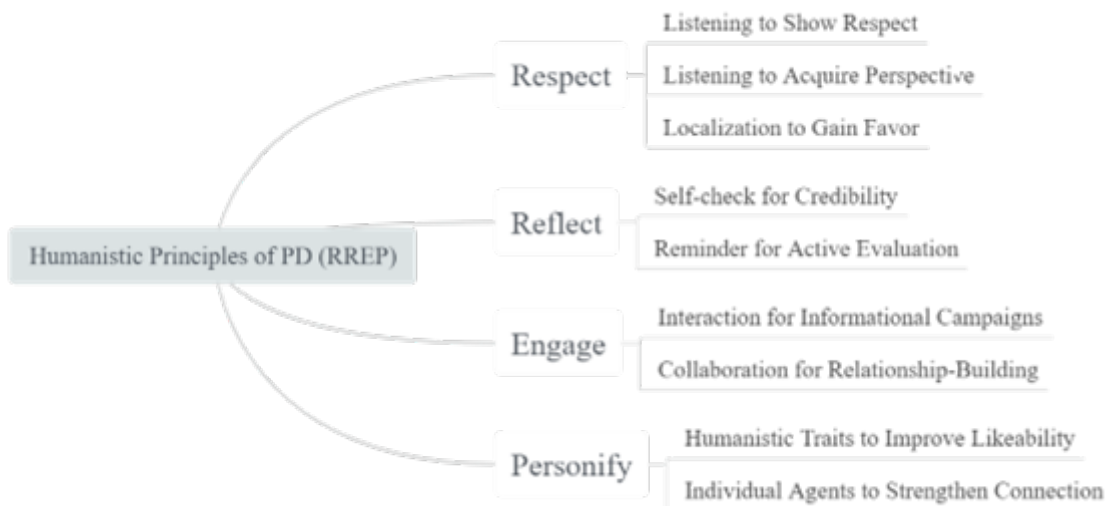 Humanistic Principles of PD (RREP)
Respect
Listening to Show Respect
Listening to Acquire Perspective
Localization to Gain Favor
Reflect
Self-check for Credibility
Reminder for Active Evaluation
Engage
Interaction for Informational Campaigns
Collaboration for Relationship-Building
Personify
Humanistic Traits to Improve Likeability
Individual Agents to Strengthen Connection